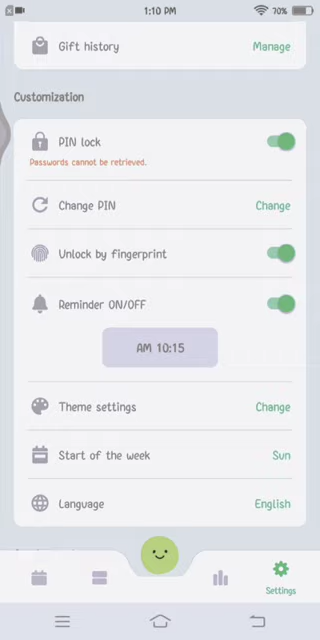 1:10 PM
70%
Gift history
Manage
Customization
PIN lock
Passwords cannot be retrieved.
Change PIN
Change
Unlock by fingerprint
Reminder ON/OFF
AM 10:15
Theme settings
Change
Start of the week
Sun
Language
English
Settings